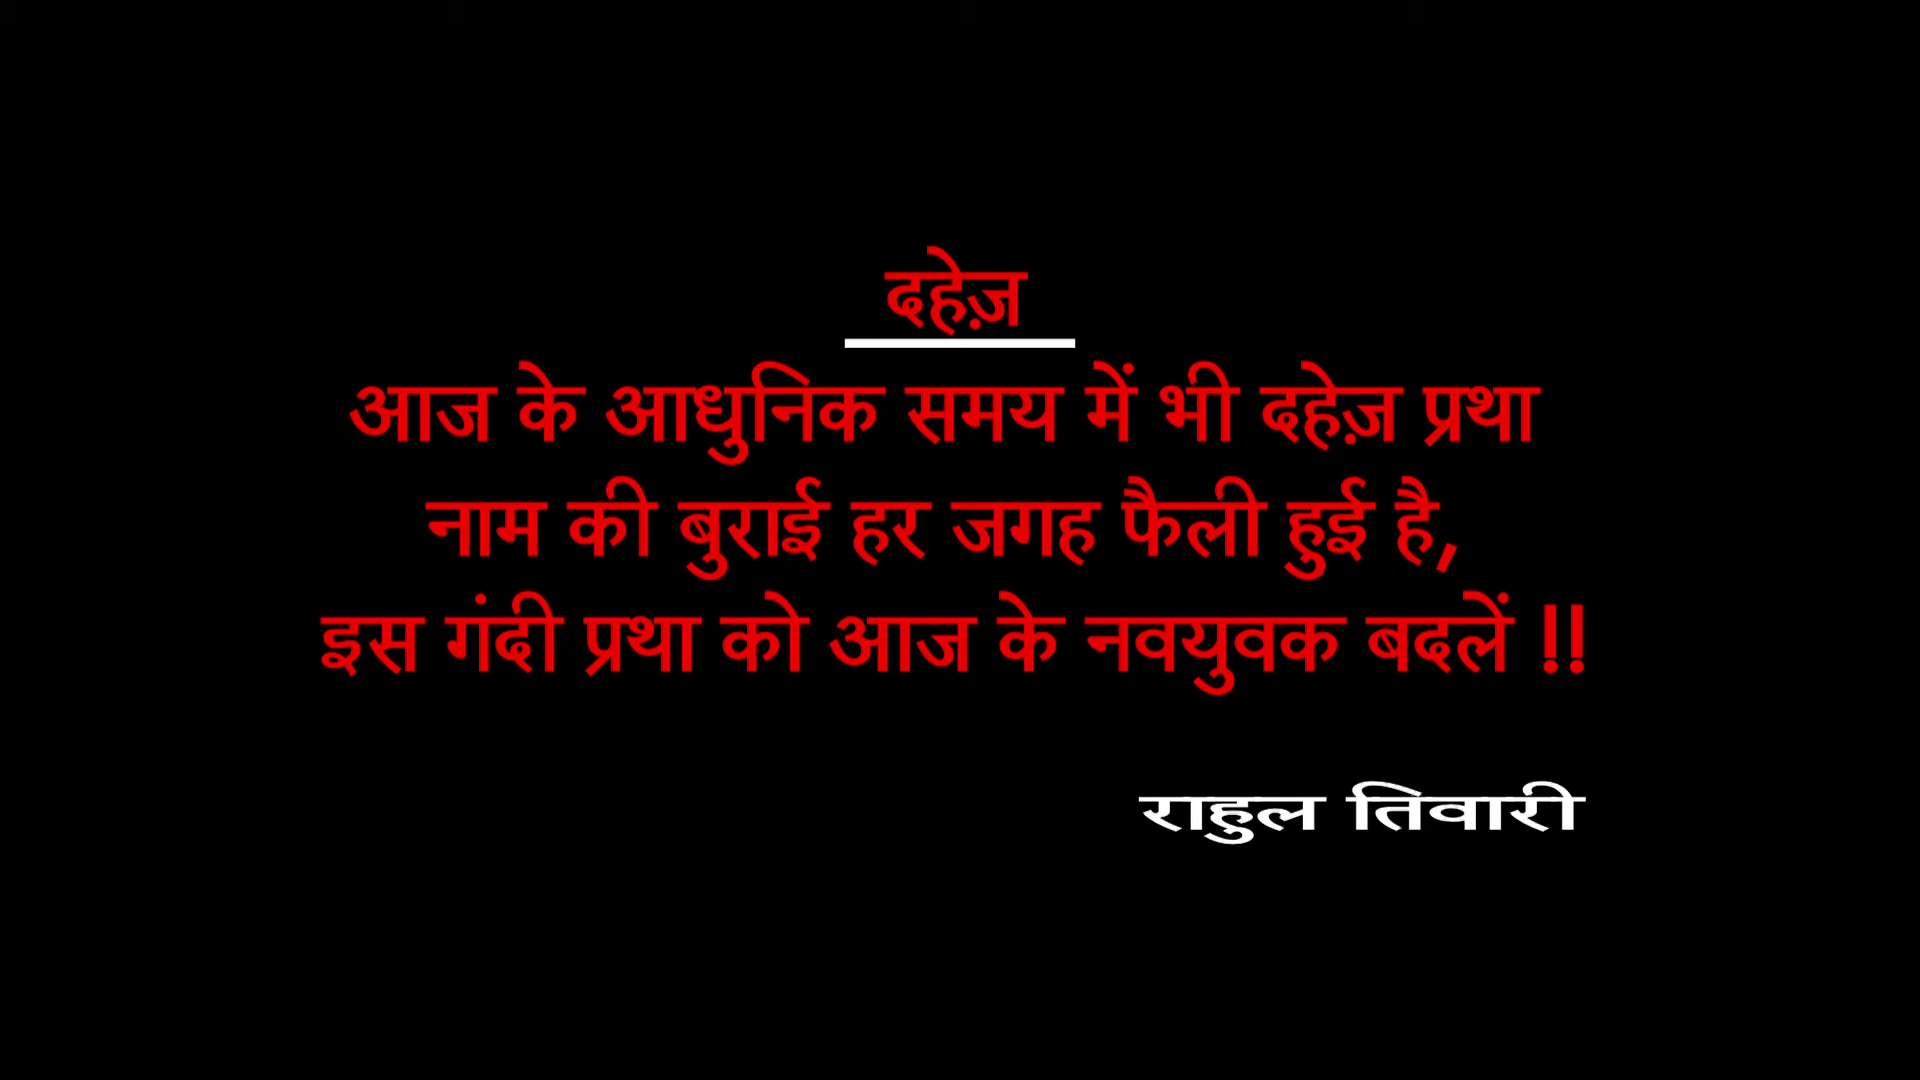 दहेज़
आज के आधुनिक समय में भी दहेज़ प्रथा
नाम की बुराई हर जगह फैली हुई है,
इस गंदी प्रथा को आज के नवयुवक बदलें !!
राहुल तिवारी